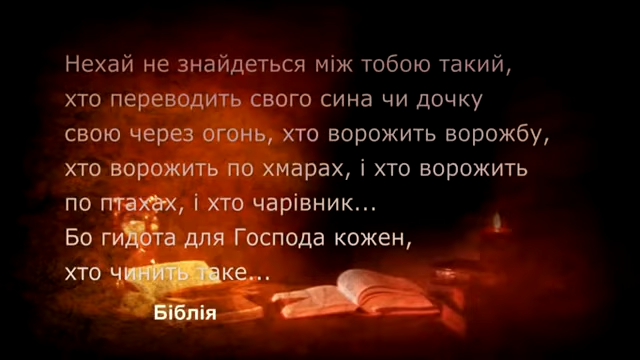 Нехай не знайдеться між тобою такий,
хто переводить свого сина чи дочку
свою через огонь, хто ворожить ворожбу,
хто ворожить по хмарах, і хто ворожить
по птахах, і хто чарівник...
Бо гидота для Господа кожен,
хто чинить таке...
Біблія